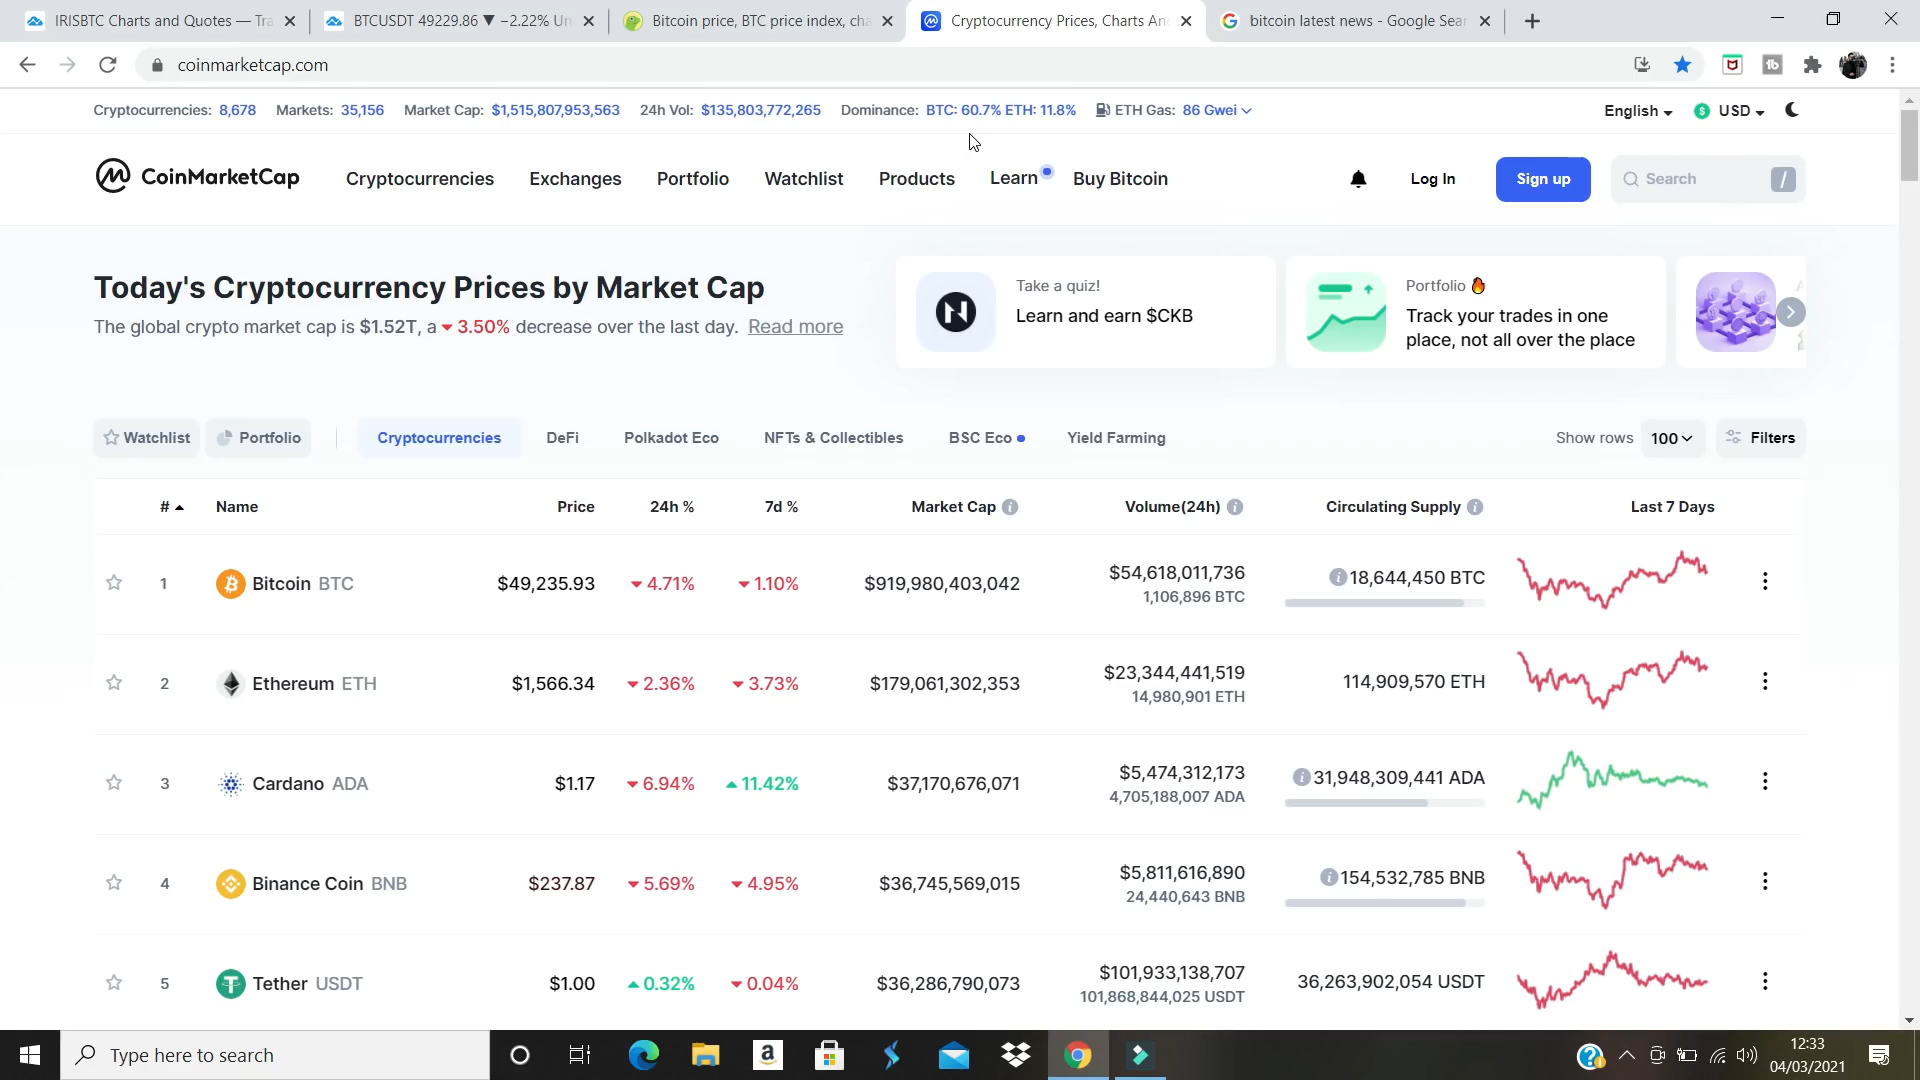 IRISBTC Charts and Quotes — Tra
BTCUSDT 49229.86 ▼ −2.22% Un
Bitcoin price, BTC price index, cha
Cryptocurrency Prices, Charts An
bitcoin latest news - Google Sear
coinmarketcap.com
Cryptocurrencies: 8,678 Markets: 35,156 Market Cap: $1,515,807,953,563 24h Vol: $135,803,772,265 Dominance: BTC: 60.7% ETH: 11.8% ETH Gas: 86 Gwei English USD
CoinMarketCap Cryptocurrencies Exchanges Portfolio Watchlist Products Learn Buy Bitcoin Log In Sign up Search /
Today's Cryptocurrency Prices by Market Cap
The global crypto market cap is $1.52T, a ▼ 3.50% decrease over the last day. Read more
Take a quiz!
Learn and earn $CKB
Portfolio 🔥
Track your trades in one
place, not all over the place
Watchlist Portfolio Cryptocurrencies DeFi Polkadot Eco NFTs & Collectibles BSC Eco Yield Farming Show rows 100 Filters
# ▲ Name Price 24h % 7d % Market Cap Volume(24h) Circulating Supply Last 7 Days
1 Bitcoin BTC $49,235.93 ▼ 4.71% ▼ 1.10% $919,980,403,042 $54,618,011,736 18,644,450 BTC
1,106,896 BTC
2 Ethereum ETH $1,566.34 ▼ 2.36% ▼ 3.73% $179,061,302,353 $23,344,441,519 114,909,570 ETH
14,980,901 ETH
3 Cardano ADA $1.17 ▼ 6.94% ▲ 11.42% $37,170,676,071 $5,474,312,173 31,948,309,441 ADA
4,705,188,007 ADA
4 Binance Coin BNB $237.87 ▼ 5.69% ▼ 4.95% $36,745,569,015 $5,811,616,890 154,532,785 BNB
24,440,643 BNB
5 Tether USDT $1.00 ▲ 0.32% ▼ 0.04% $36,286,790,073 $101,933,138,707 36,263,902,054 USDT
101,868,844,025 USDT
Type here to search
12:33
04/03/2021